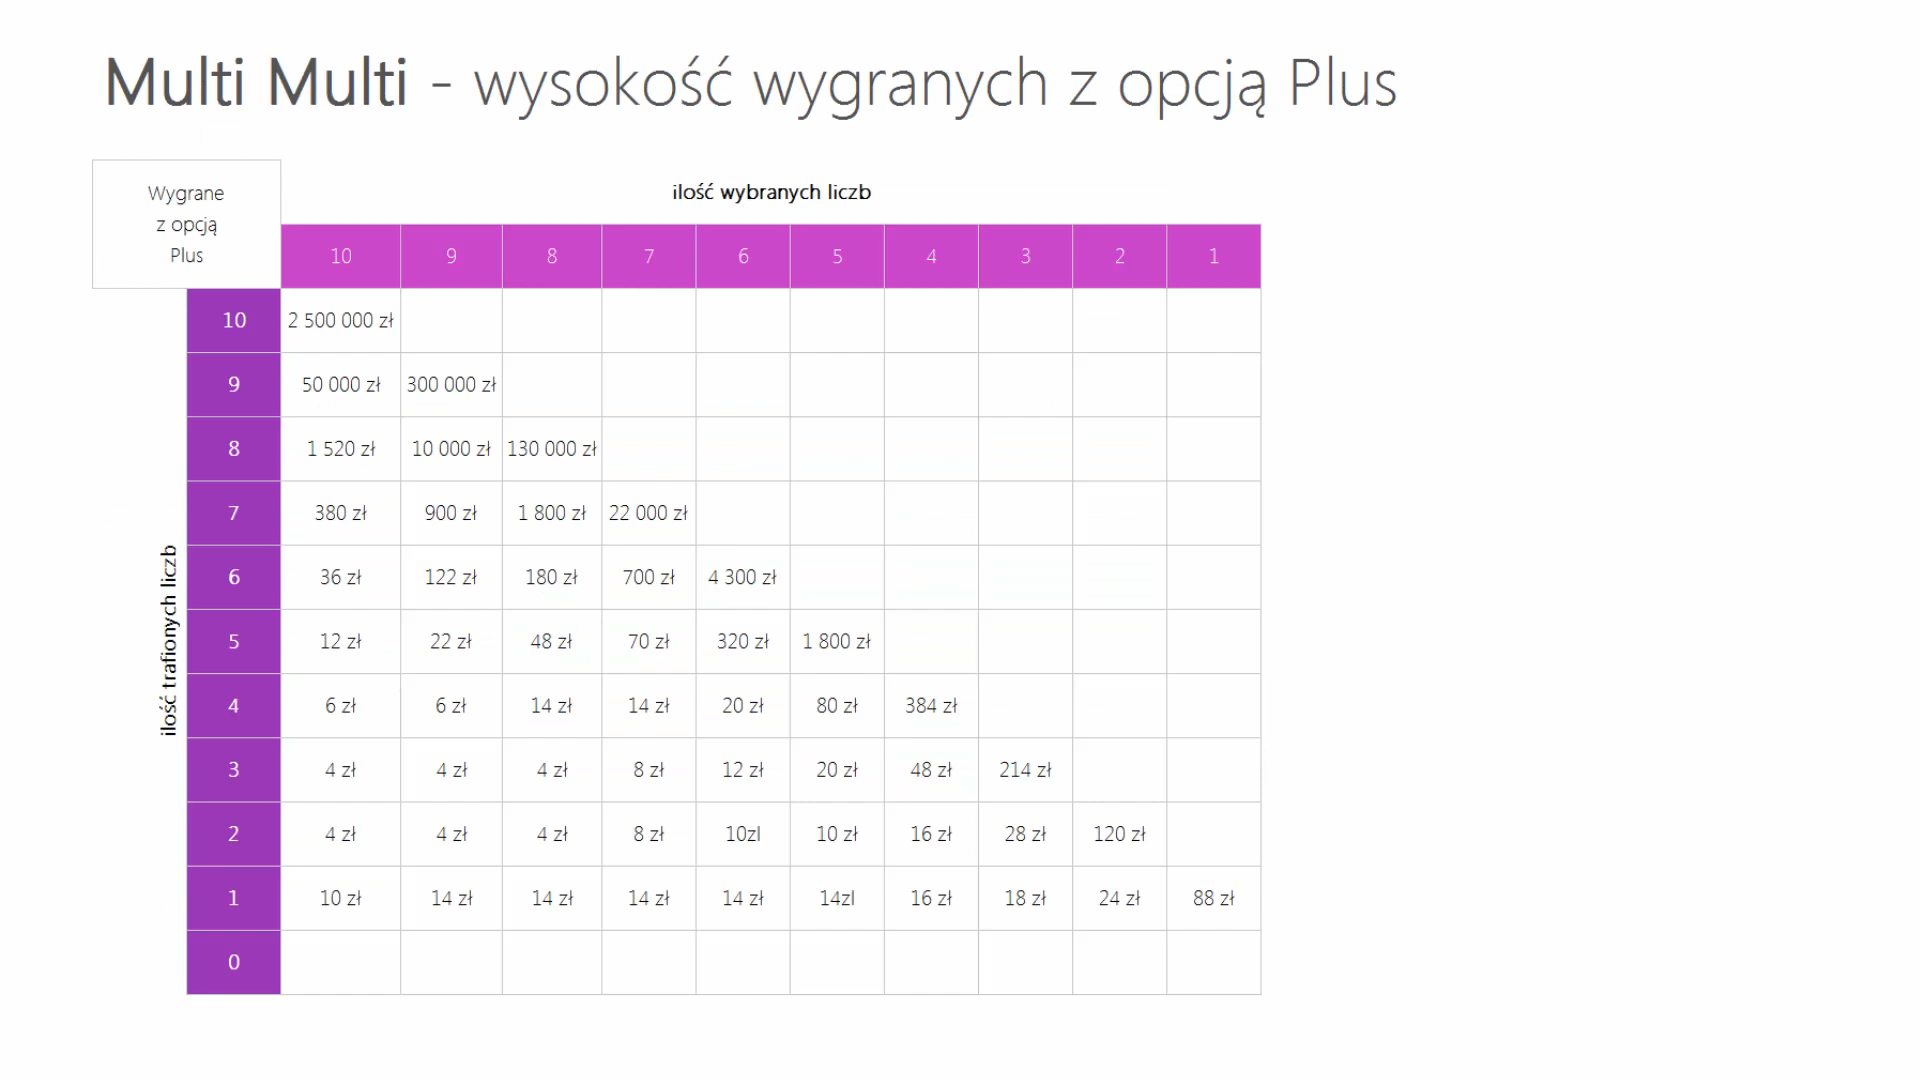 Multi Multi - wysokość wygranych z opcją Plus
Wygrane
z opcją
Plus
ilość wybranych liczb
10 9 8 7 6 5 4 3 2 1
ilość trafionych liczb
10 2 500 000 zł
9 50 000 zł 300 000 zł
8 1 520 zł 10 000 zł 130 000 zł
7 380 zł 900 zł 1 800 zł 22 000 zł
6 36 zł 122 zł 180 zł 700 zł 4 300 zł
5 12 zł 22 zł 48 zł 70 zł 320 zł 1 800 zł
4 6 zł 6 zł 14 zł 14 zł 20 zł 80 zł 384 zł
3 4 zł 4 zł 4 zł 8 zł 12 zł 20 zł 48 zł 214 zł
2 4 zł 4 zł 4 zł 8 zł 10zl 10 zł 16 zł 28 zł 120 zł
1 10 zł 14 zł 14 zł 14 zł 14 zł 14zl 16 zł 18 zł 24 zł 88 zł
0